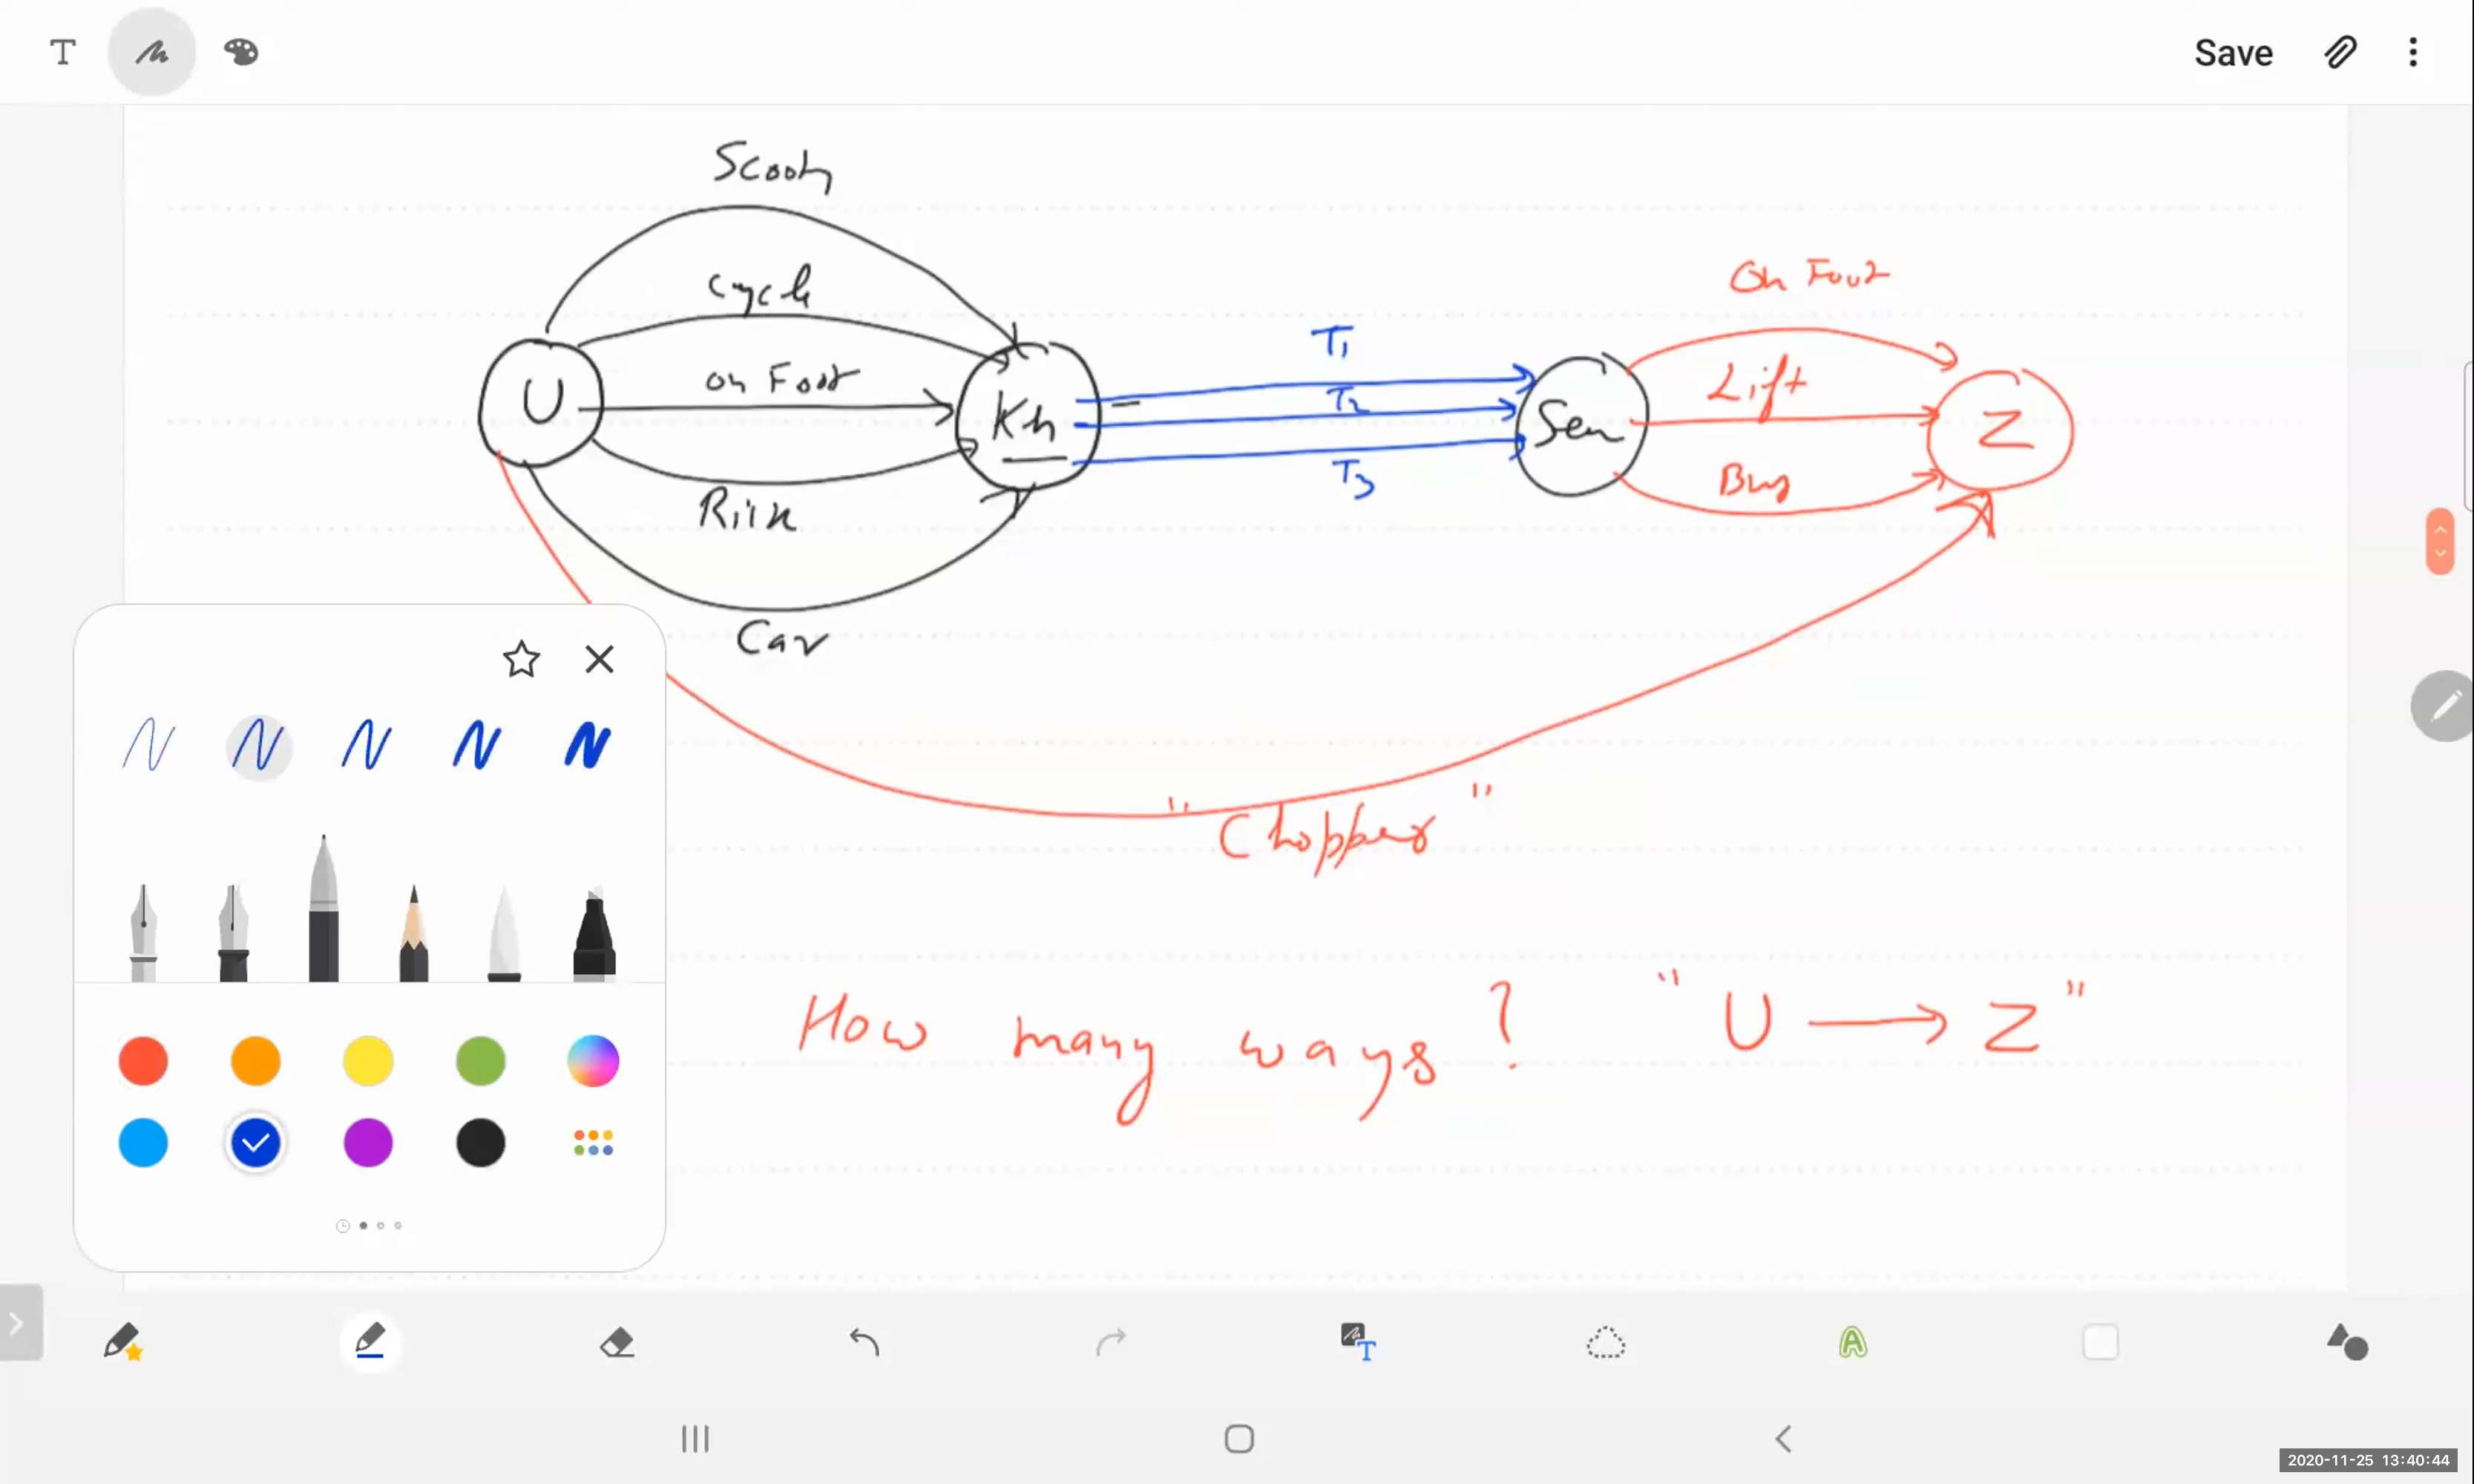 T
Save
Scoot
cycle
on Foot
Rick
Car
U
Kh
T1
T2
T3
Sen
On Foot
Lift
Bus
Z
"Chopper"
How many ways? "U → Z"
T
A
2020-11-25 13:40:44